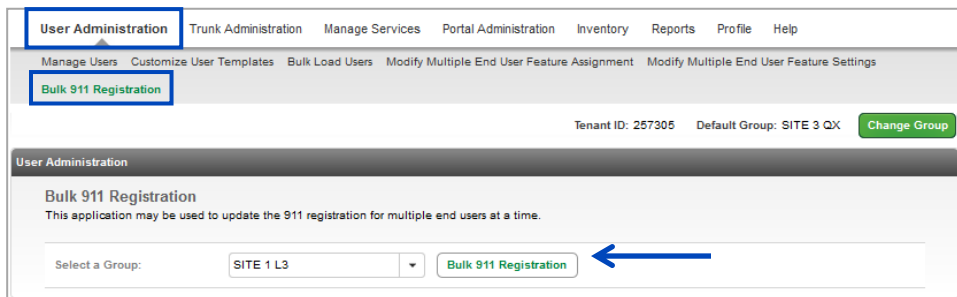 User Administration Trunk Administration Manage Services Portal Administration Inventory Reports Profile Help
Manage Users Customize User Templates Bulk Load Users Modify Multiple End User Feature Assignment Modify Multiple End User Feature Settings
Bulk 911 Registration
Tenant ID: 257305 Default Group: SITE 3 QX Change Group
User Administration
Bulk 911 Registration
This application may be used to update the 911 registration for multiple end users at a time.
Select a Group: SITE 1 L3 Bulk 911 Registration